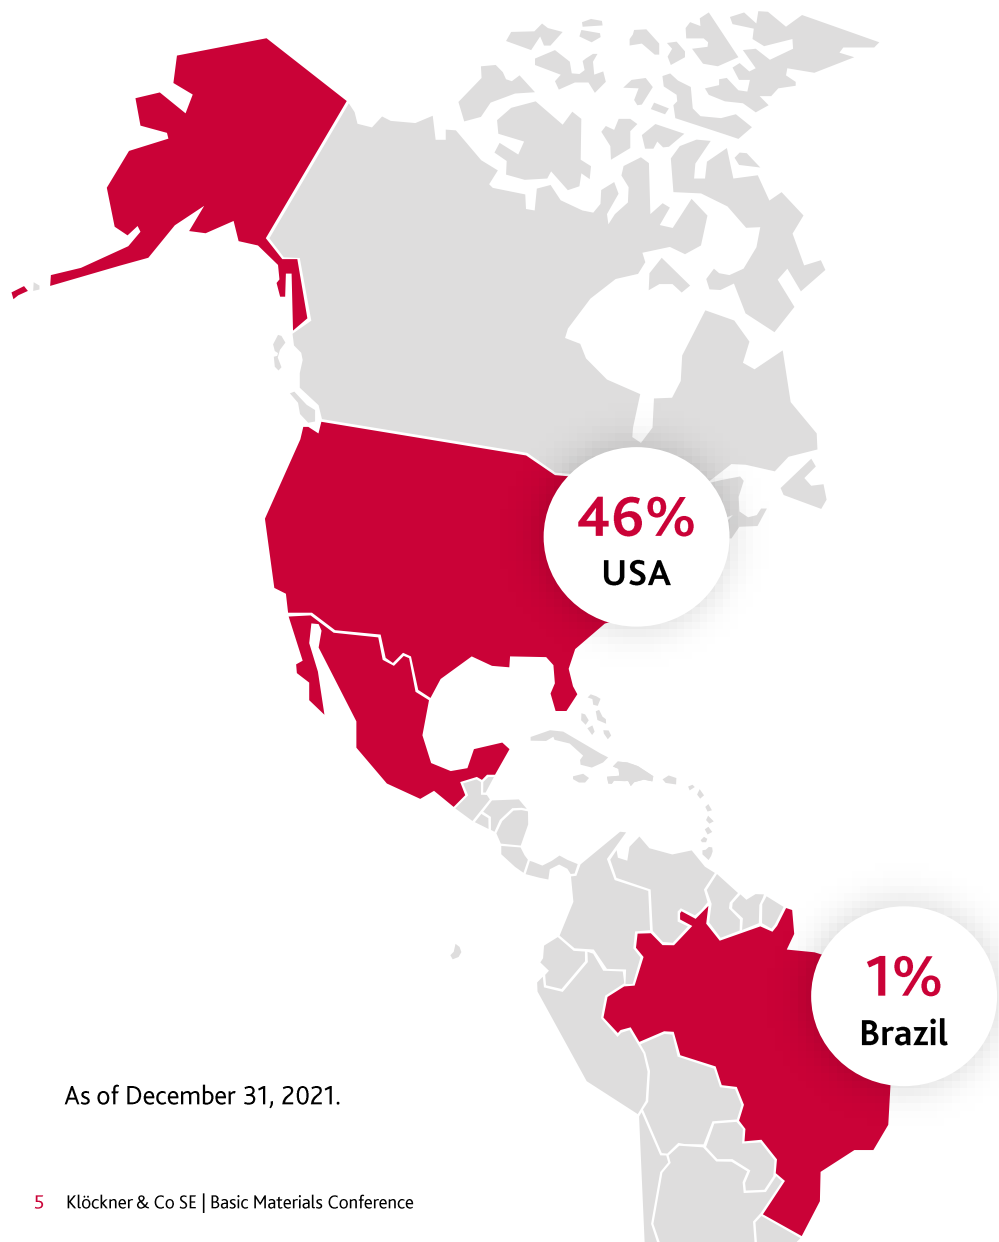 46%
USA
1%
Brazil
As of December 31, 2021.
5 Klöckner & Co SE | Basic Materials Conference